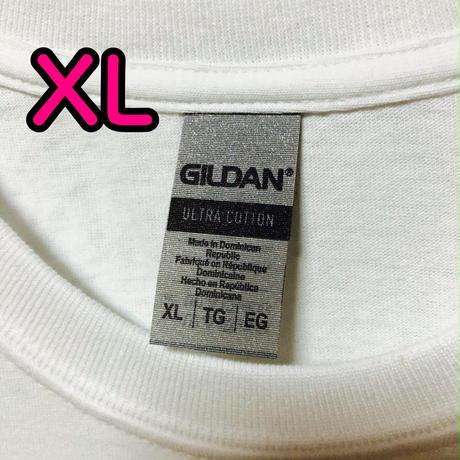 XL
GILDAN®
ULTRA COTTON
Made in Dominican
Republic
Fabriqué en République
Dominicaine
Hecho en República
Dominicana
XL | TG | EG